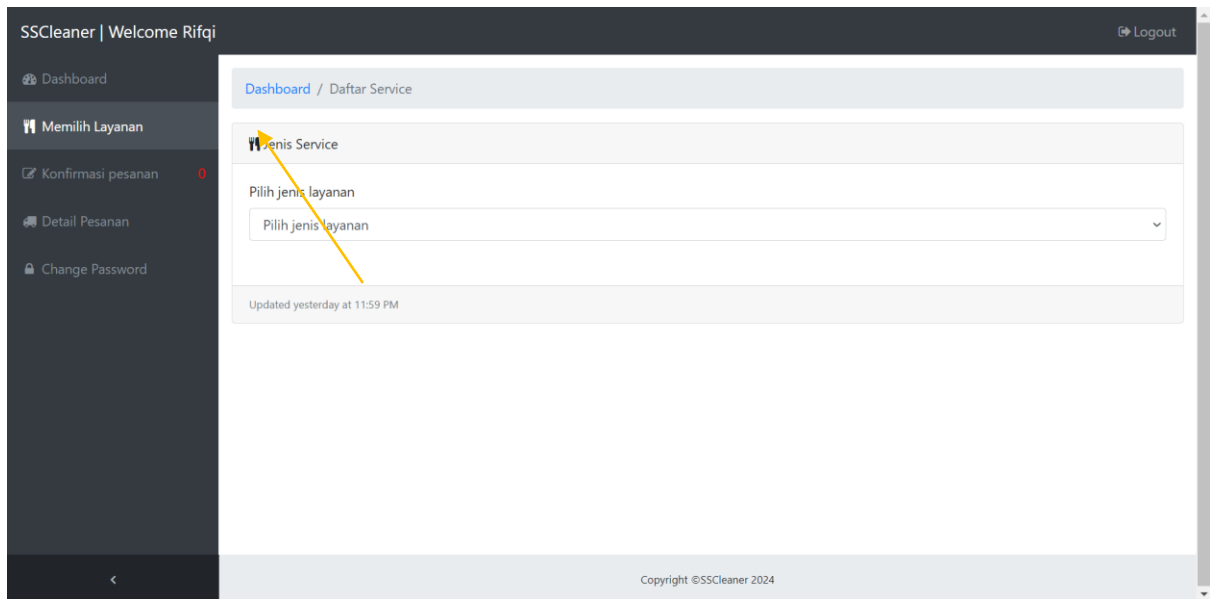 SSCleaner | Welcome Rifqi
Logout
Dashboard
Memilih Layanan
Konfirmasi pesanan 0
Detail Pesanan
Change Password
Dashboard / Daftar Service
Jenis Service
Pilih jenis layanan
Pilih jenis layanan
Updated yesterday at 11:59 PM
Copyright ©SSCleaner 2024